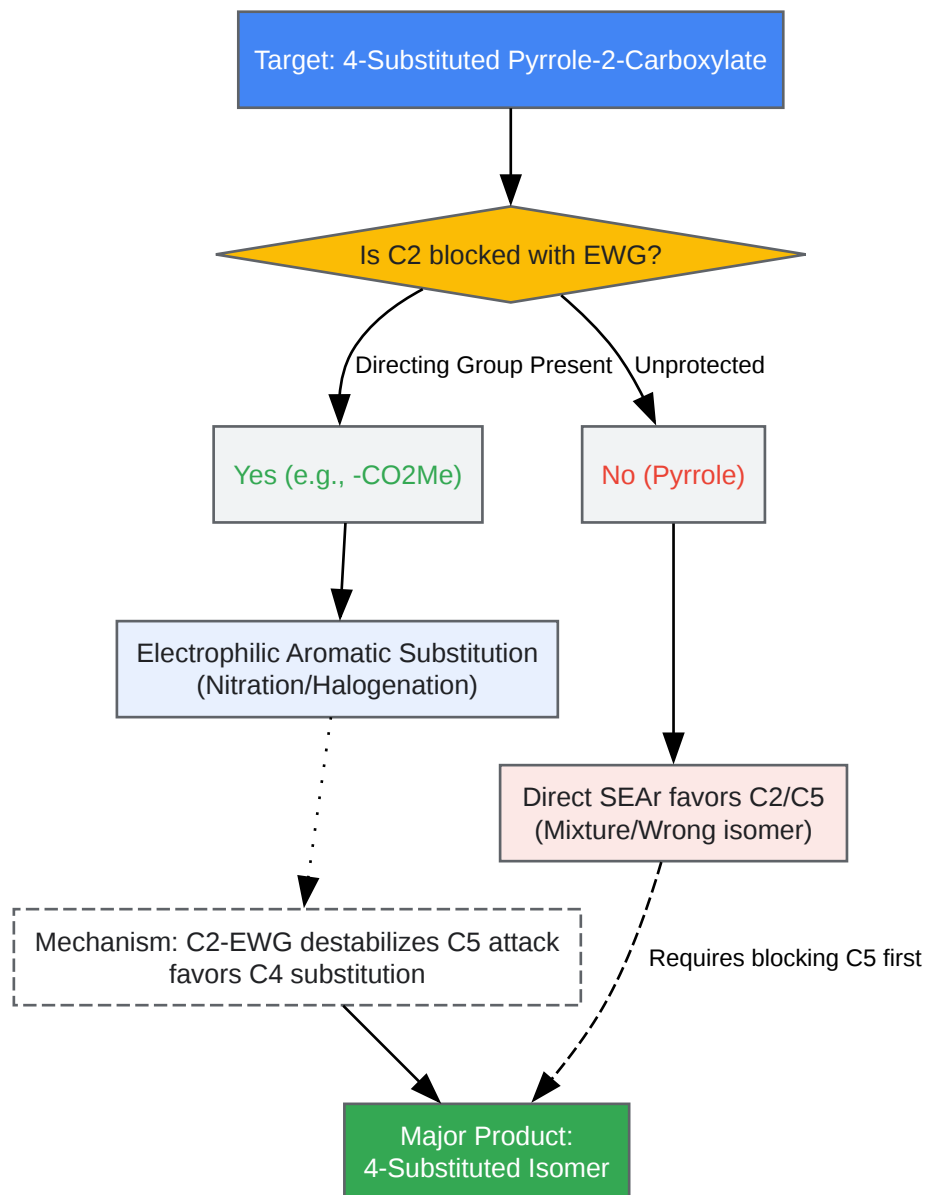 Target: 4-Substituted Pyrrole-2-Carboxylate
Is C2 blocked with EWG?
Directing Group Present
Unprotected
Yes (e.g., -CO2Me)
No (Pyrrole)
Electrophilic Aromatic Substitution
(Nitration/Halogenation)
Direct SEAr favors C2/C5
(Mixture/Wrong isomer)
Mechanism: C2-EWG destabilizes C5 attack
favors C4 substitution
Requires blocking C5 first
Major Product:
4-Substituted Isomer